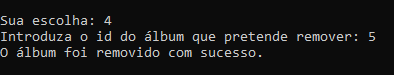 Sua escolha: 4
Introduza o id do álbum que pretende remover: 5
O álbum foi removido com sucesso.